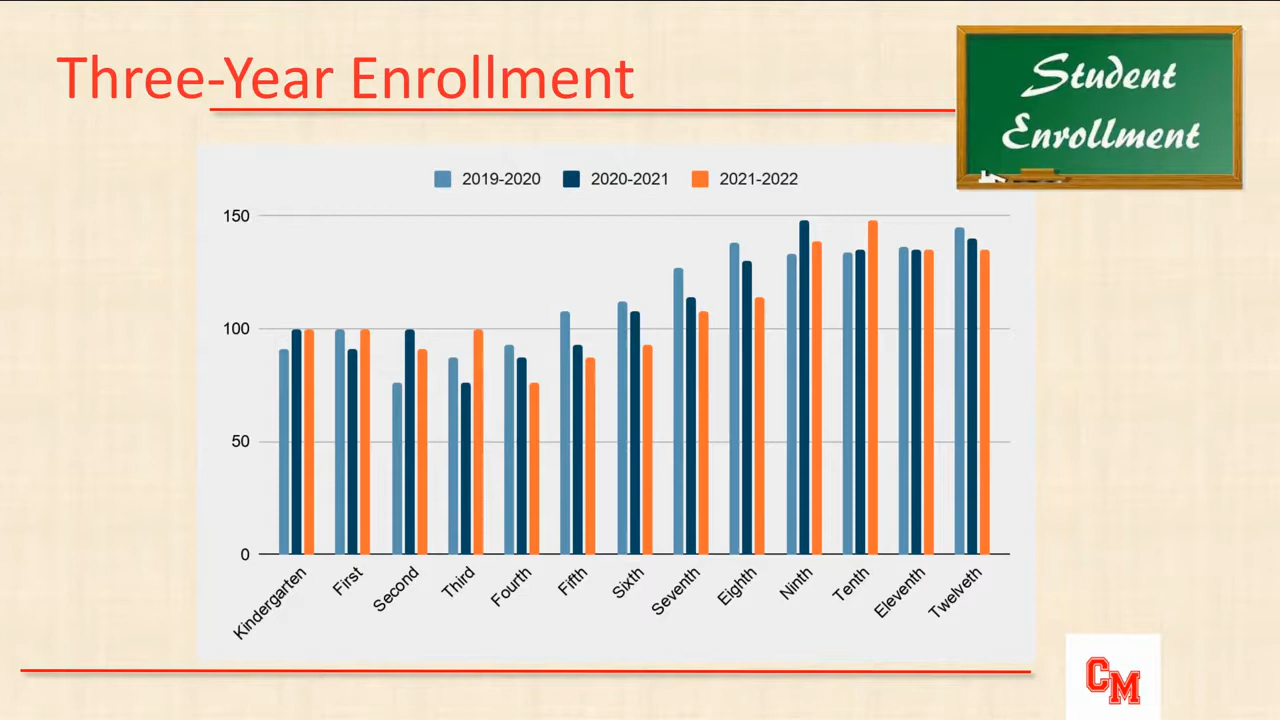 Three-Year Enrollment
Student
Enrollment
2019-2020 2020-2021 2021-2022
150
100
50
0
Kindergarten First Second Third Fourth Fifth Sixth Seventh Eighth Ninth Tenth Eleventh Twelveth
CM